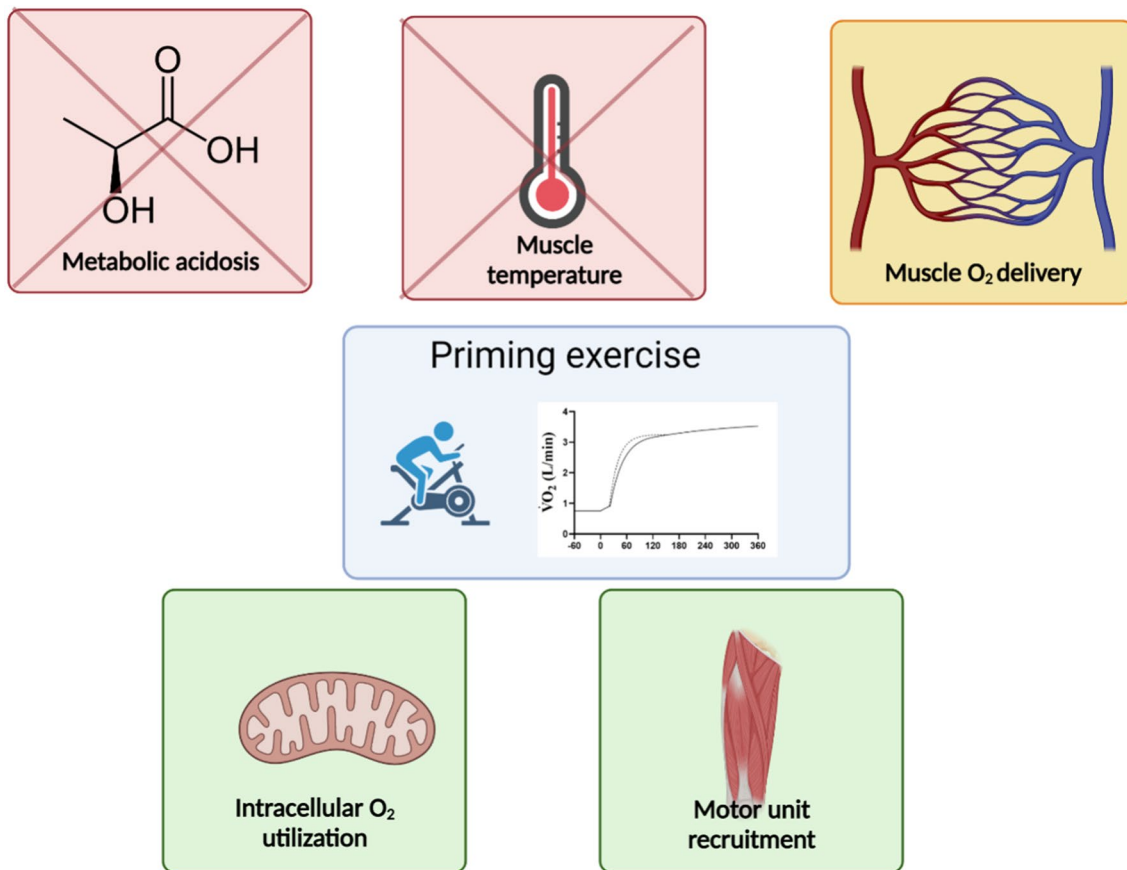 O
OH
OH
Metabolic acidosis
Muscle
temperature
Muscle O₂ delivery
Priming exercise
V̇O₂ (L/min)
4
3
2
1
0
-60 0 60 120 180 240 300 360
Intracellular O₂
utilization
Motor unit
recruitment